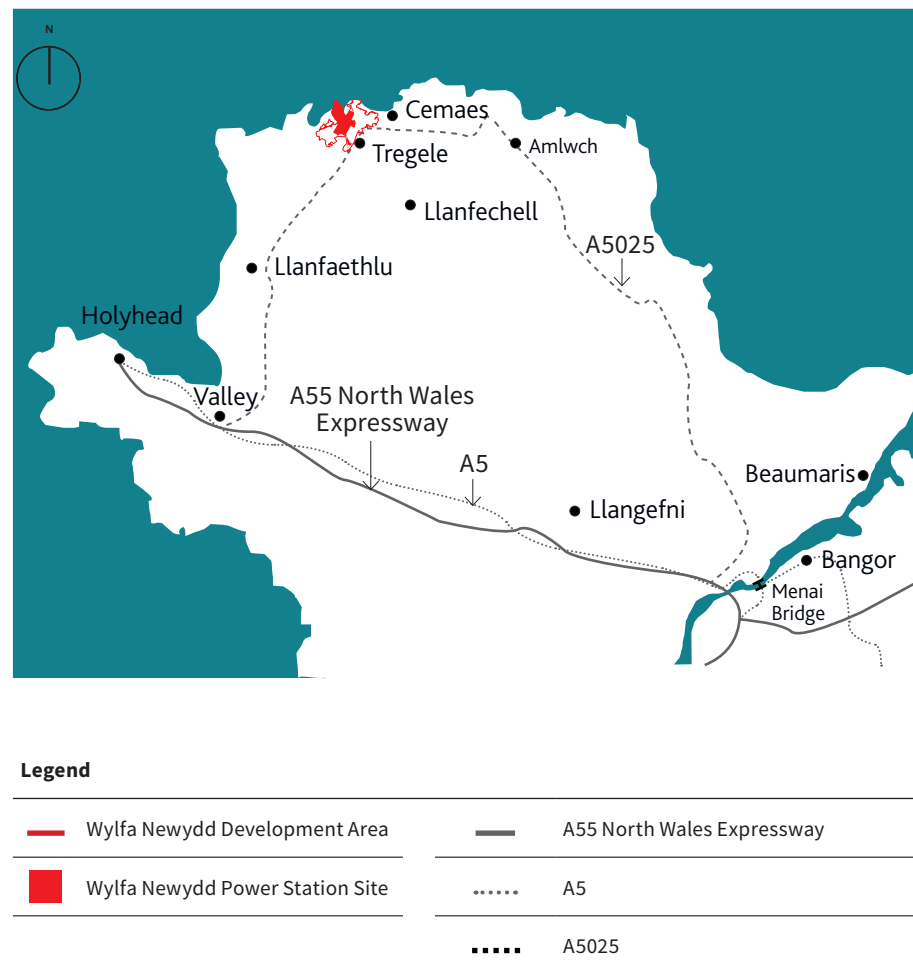 N
Cemaes
Tregele
Amlwch
Llanfechell
A5025
Llanfaethlu
Holyhead
Valley
A55 North Wales
Expressway
A5
Beaumaris
Llangefni
Bangor
Menai
Bridge
Legend
Wylfa Newydd Development Area
A55 North Wales Expressway
Wylfa Newydd Power Station Site
A5
A5025